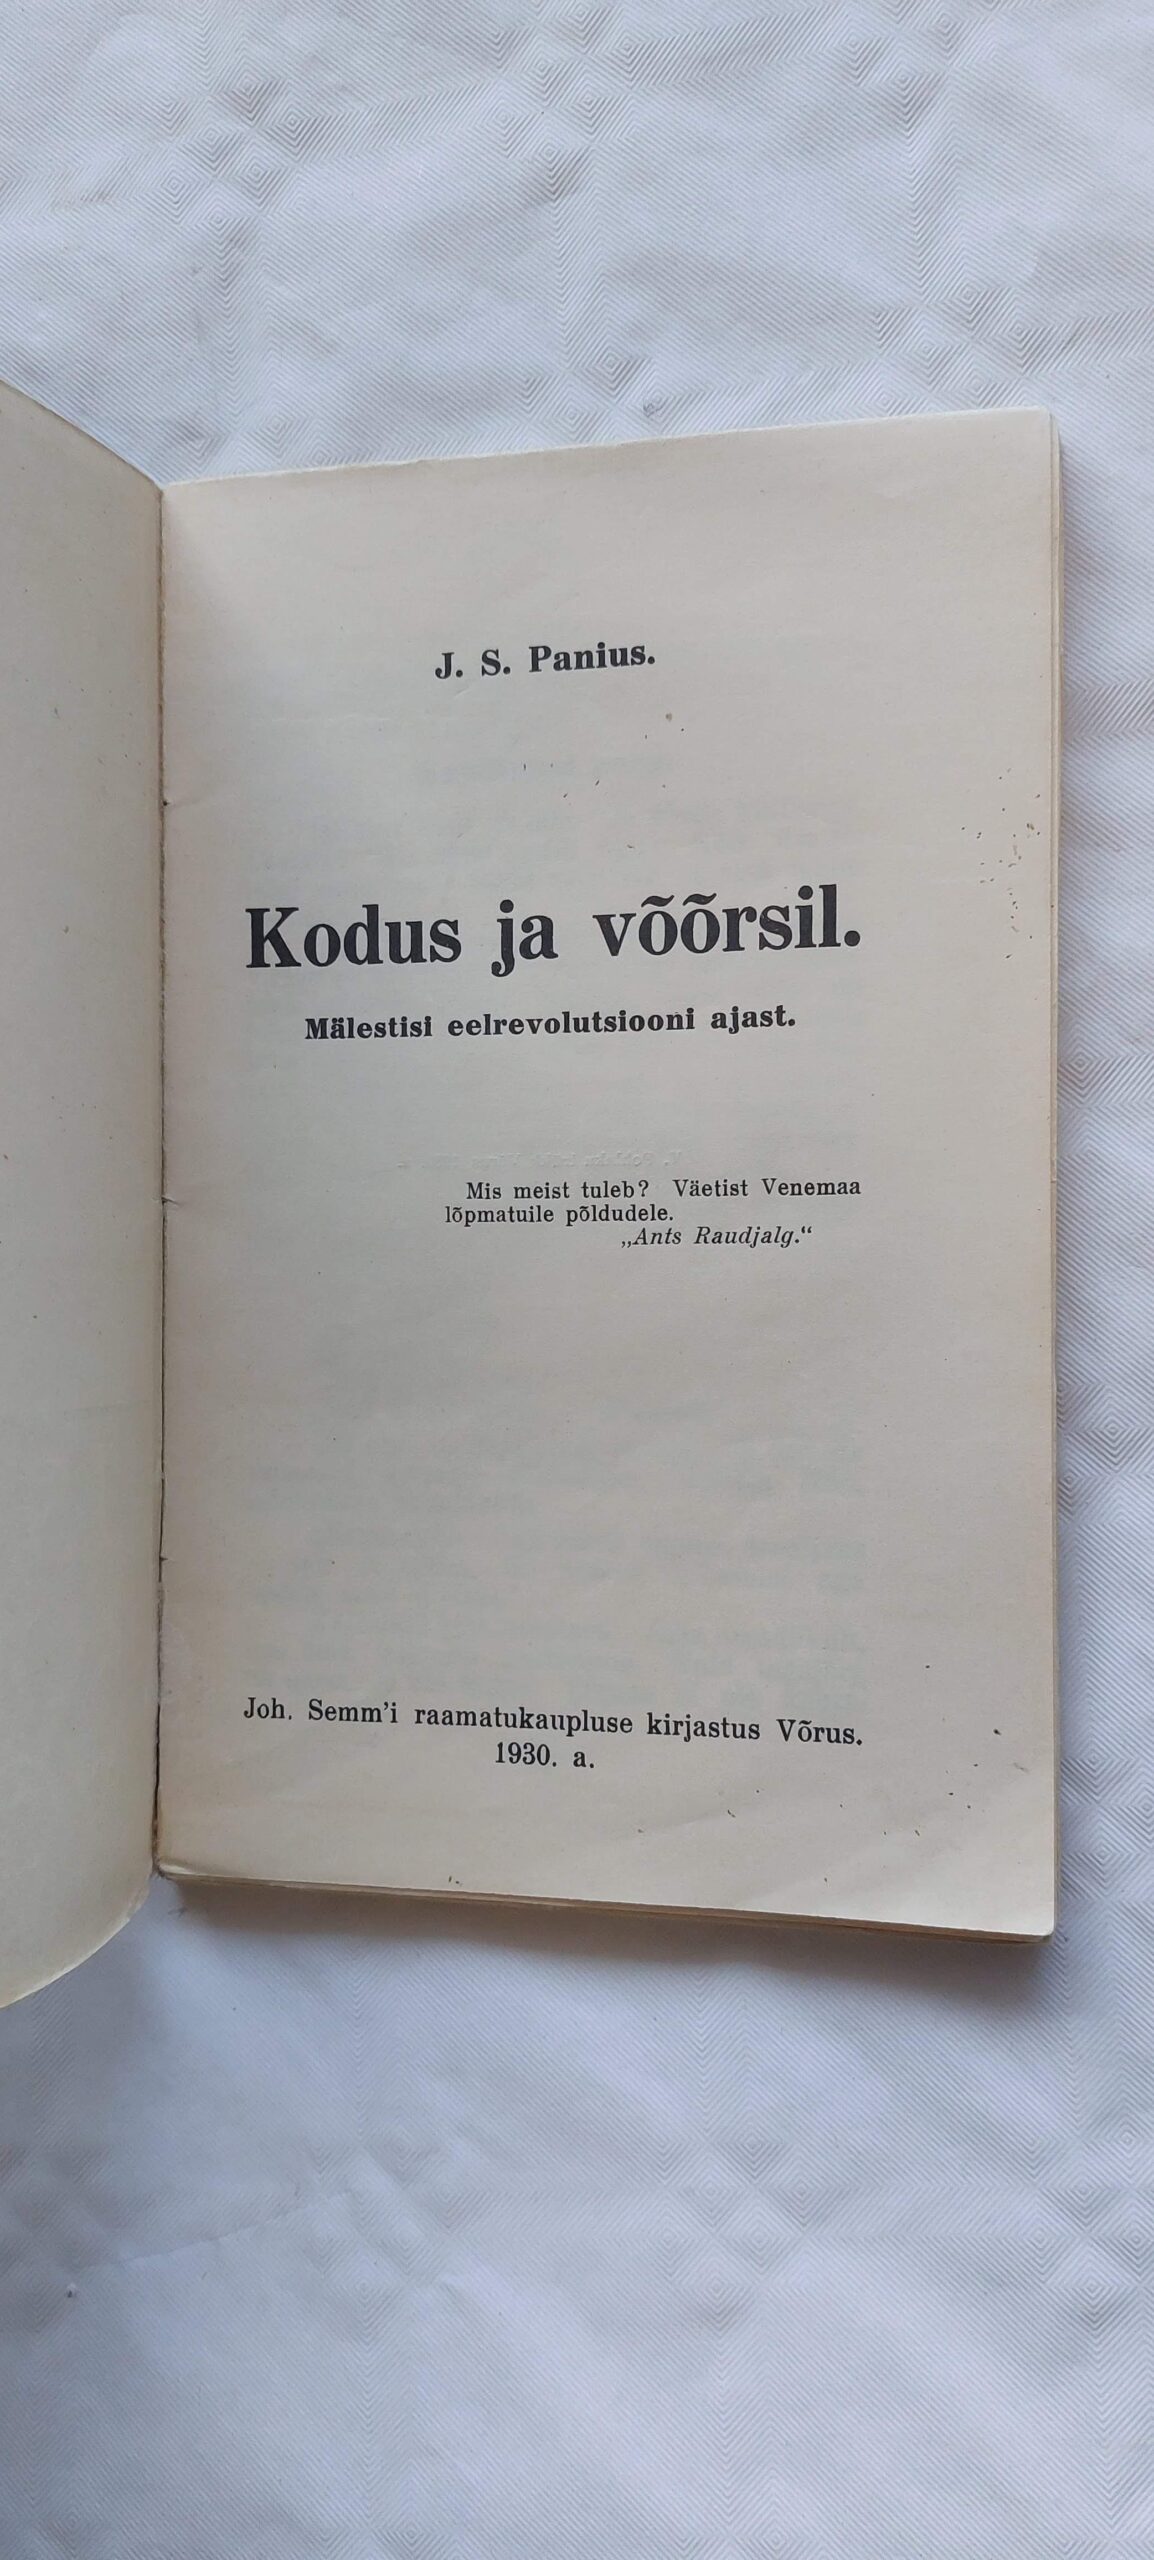 J. S. Panius.
Kodus ja võõrsil.
Mälestisi eelrevolutsiooni ajast.
Mis meist tuleb? Väetist Venemaa
lõpmatuile põldudele.
„Ants Raudjalg.“
Joh. Semm'i raamatukaupluse kirjastus Võrus.
1930. a.